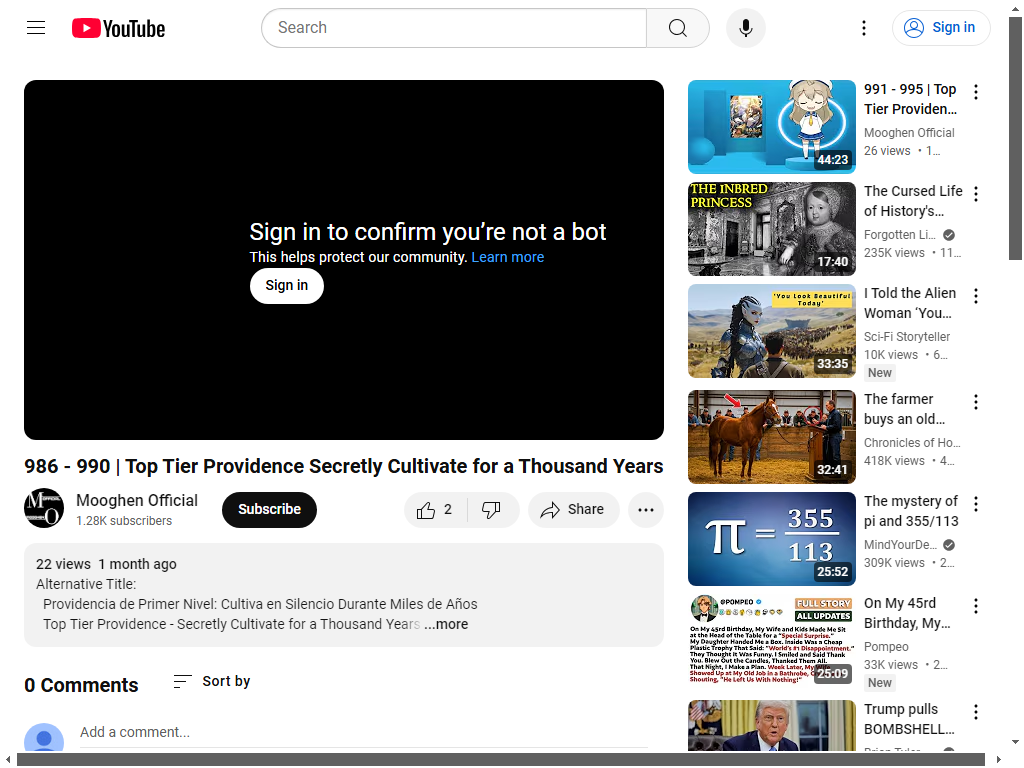 YouTube
Search
Sign in
Sign in to confirm you’re not a bot
This helps protect our community. Learn more
Sign in
986 - 990 | Top Tier Providence Secretly Cultivate for a Thousand Years
Mooghen Official
1.28K subscribers
Subscribe
2
Share
22 views 1 month ago
Alternative Title:
Providencia de Primer Nivel: Cultiva en Silencio Durante Miles de Años
Top Tier Providence - Secretly Cultivate for a Thousand Years ...more
0 Comments
Sort by
Add a comment...
44:23
991 - 995 | Top
Tier Providen...
Mooghen Official
26 views • 1...
THE INBRED
PRINCESS
17:40
The Cursed Life
of History's...
Forgotten Li...
235K views • 11...
'You Look Beautiful
Today'
33:35
I Told the Alien
Woman ‘You...
Sci-Fi Storyteller
10K views • 6...
New
32:41
The farmer
buys an old...
Chronicles of Ho...
418K views • 4...
π = 355/113
25:52
The mystery of
pi and 355/113
MindYourDe...
309K views • 2...
@POMPEO
FULL STORY
ALL UPDATES
On My 45rd Birthday, My Wife and Kids Made Me Sit
at the Head of the Table for a "Special Surprise."
My Daughter Handed Me a Box. Inside Was a Cheap
Plastic Trophy That Said: "World's #1 Disappointment."
They Thought It Was Funny. I Smiled and Said Thank
You. Blew Out the Candles, Thanked Them All.
That Night, I Make a Plan. Week Later, My
Showed Up at My Old Job in a Bathrobe,
Shouting, "He Left Us With Nothing!"
25:09
On My 45rd
Birthday, My...
Pompeo
33K views • 2...
New
Trump pulls
BOMBSHELL...